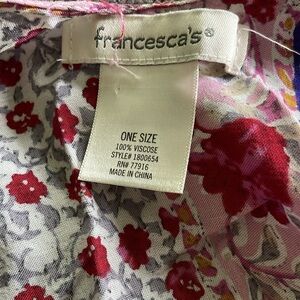 francesca's®
ONE SIZE
100% VISCOSE
STYLE# 1800654
RN# 77916
MADE IN CHINA